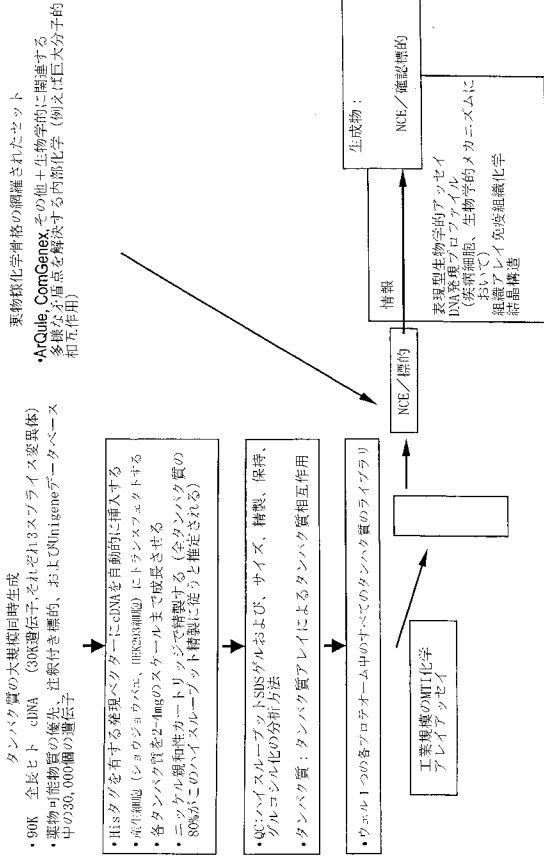 タンパク質の大規模同時生成
・90K 全長ヒト cDNA (30K遺伝子,それぞれ3スプライス変異体)
・薬物可能物質の優先、注釈付き標的、およびUnigeneデータベース
中の30,000個の遺伝子
・Hisタグを有する発現ベクターにcDNAを自動的に挿入する
・産生細胞(ショウジョウバエ、HEK293細胞)にトランスフェクトする
・各タンパク質を2-4mgのスケールまで成長させる
・ニッケル親和性カートリッジで精製する(全タンパク質の
80%がこのハイスループット精製に従うと推定される)
・QC:ハイスループットSDSゲルおよび、サイズ、精製、保持、
グルコシル化の分析方法
・タンパク質:タンパク質アレイによるタンパク質相互作用
・ウェル1つの各プロテオーム中のすべてのタンパク質のライブラリ
工業規模のMTI化学
アレイアッセイ
薬物様化学骨格の網羅されたセット
・ArQule, ComGenex, その他+生物学的に関連する
多様な矛盾点を解決する内部化学(例えば巨大分子的
相互作用)
NCE/標的
情報
表現型生物学的アッセイ
DNA発現プロファイル
(疾病細胞、生物学的メカニズムに
おいて)
組織アレイ免疫組織化学
結晶構造
生成物:
NCE/確認標的